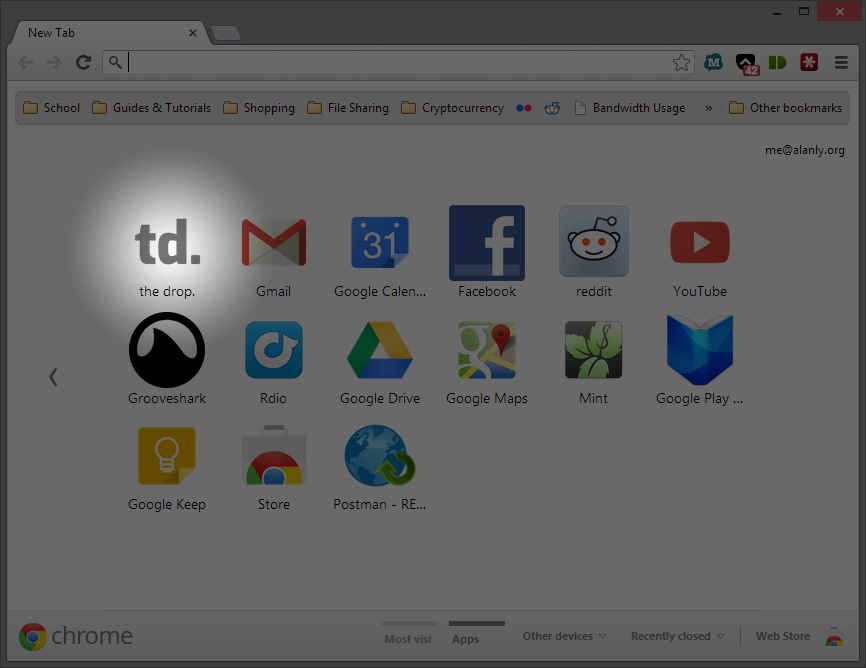 New Tab
42
School Guides & Tutorials Shopping File Sharing Cryptocurrency Bandwidth Usage » Other bookmarks
me@alanly.org
td. 31 f
the drop. Gmail Google Calen... Facebook reddit YouTube
Grooveshark Rdio Google Drive Google Maps Mint Google Play ...
Google Keep Store Postman - RE...
chrome Most visi Apps Other devices Recently closed Web Store